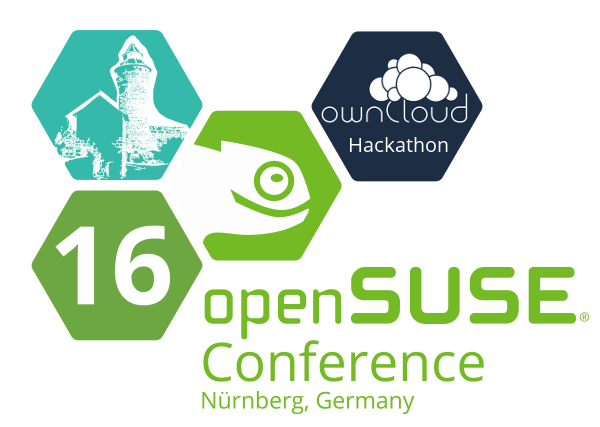 ownCloud
Hackathon
16
openSUSE®
Conference
Nürnberg, Germany